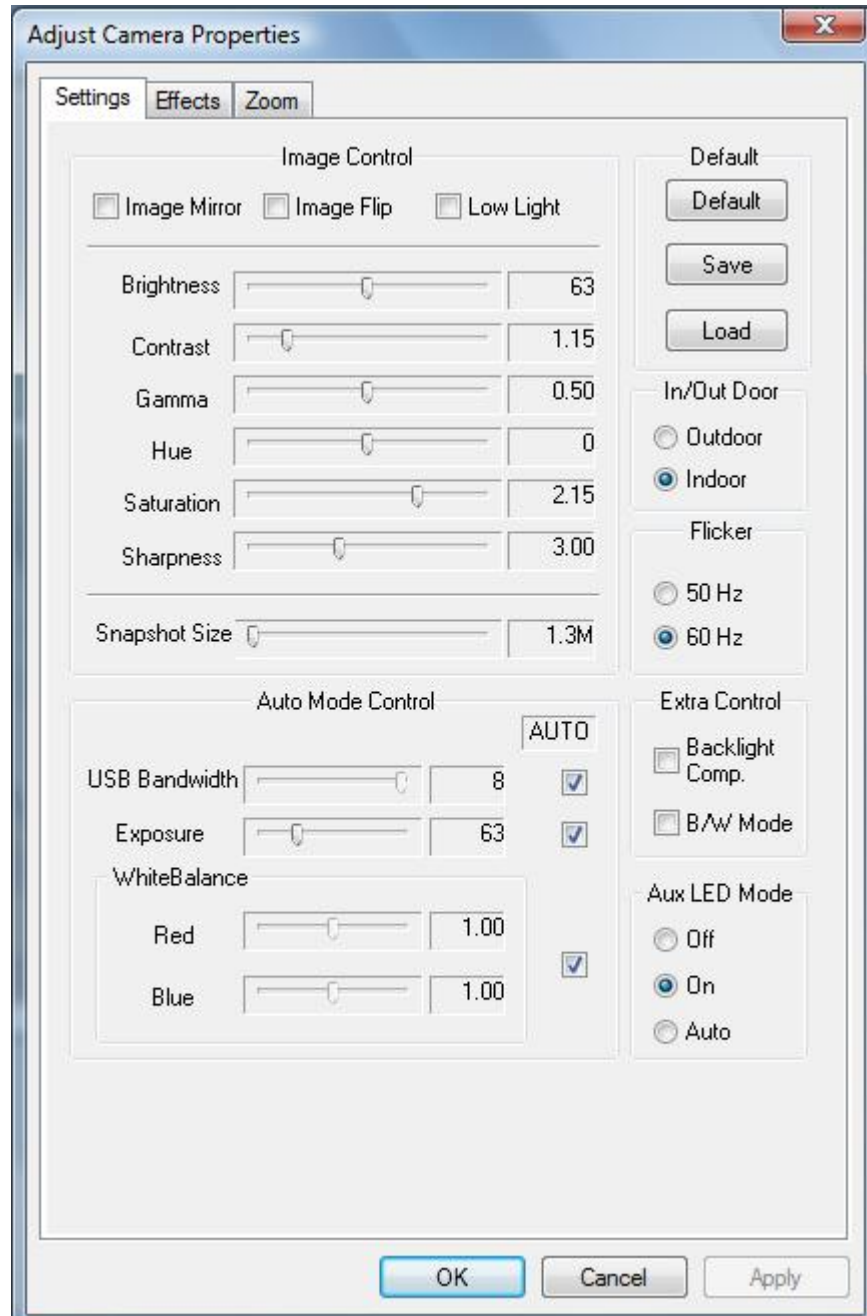 Adjust Camera Properties
Settings
Effects
Zoom
Image Control
Image Mirror
Image Flip
Low Light
Brightness
63
Contrast
1.15
Gamma
0.50
Hue
0
Saturation
2.15
Sharpness
3.00
Snapshot Size
1.3M
Auto Mode Control
AUTO
USB Bandwidth
8
Exposure
63
WhiteBalance
Red
1.00
Blue
1.00
Default
Default
Save
Load
In/Out Door
Outdoor
Indoor
Flicker
50 Hz
60 Hz
Extra Control
Backlight
Comp.
B/W Mode
Aux LED Mode
Off
On
Auto
OK
Cancel
Apply